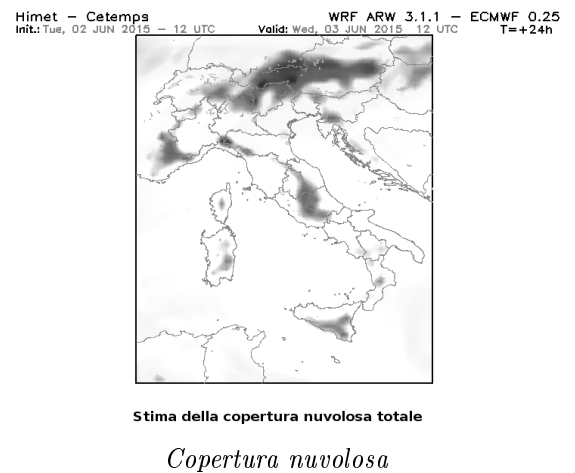 Himet – Cetemps WRF ARW 3.1.1 – ECMWF 0.25
Init.: Tue, 02 JUN 2015 – 12 UTC Valid: Wed, 03 JUN 2015 12 UTC T=+24h
Stima della copertura nuvolosa totale
Copertura nuvolosa